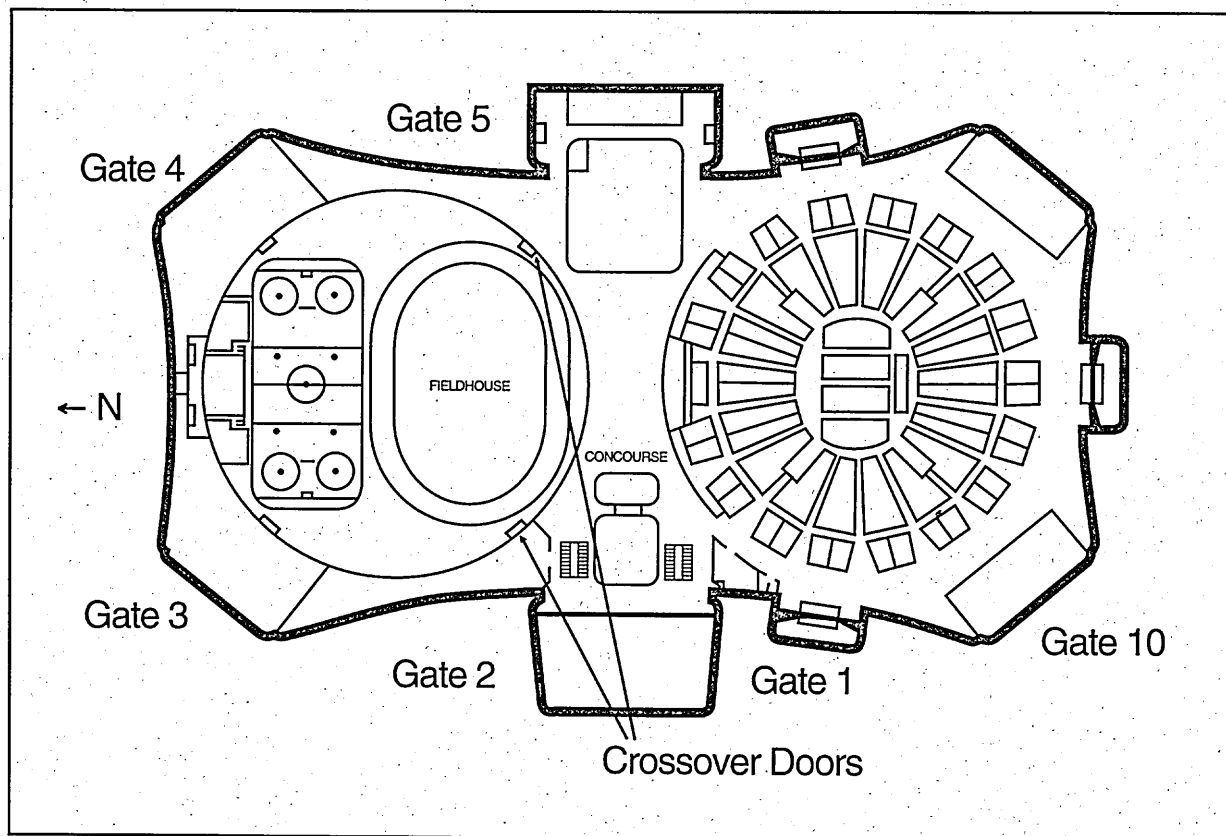 Gate 5
Gate 4
← N
FIELDHOUSE
CONCOURSE
Gate 3
Gate 2
Gate 1
Gate 10
Crossover Doors